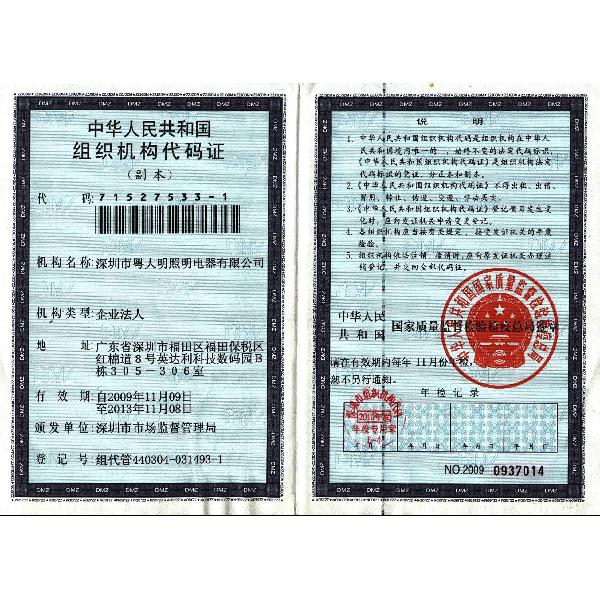 中华人民共和国
组织机构代码证
(副本)
代 码:71527533-1
机构名称:深圳市粤大明照明电器有限公司
机构类型:企业法人
地 址:广东省深圳市福田区福田保税区
红棉道8号英达利科技数码园B
栋305-306室
有 效 期:自2009年11月09日
至2013年11月08日
颁发单位:深圳市市场监督管理局
登 记 号:组代管440304-031493-1
说 明
1.中华人民共和国组织机构代码是组织机构在中华人
民共和国境内唯一的、始终不变的法定代码标识,
《中华人民共和国组织机构代码证》是组织机构法定
代码标识的凭证,分正本和副本。
2.《中华人民共和国组织机构代码证》不得出租、出借、
冒用、转让、伪造、变造、非法买卖。
3.《中华人民共和国组织机构代码证》登记项目发生变
化时,应向发证机关申请变更登记。
4.各组织机构应当按有关规定,接受发证机关的年度
检验。
5.组织机构依法注销、撤消时,应向原发证机关办理注
销登记,并交回全部代码证。
中华人民
共和国 国家质量监督检验检疫总局签章
请在有效期内每年11月份
恕不另行通知。
年检记录
年检专用章
年 月 日 年 月 日 年 月 日
NO.2009 0937014